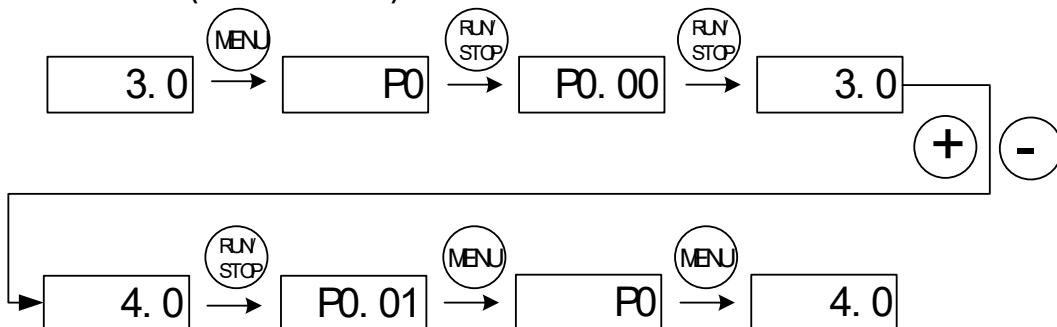 MENU RUN/ STOP RUN/ STOP
3. 0 P0 P0. 00 3. 0
+ -
RUN/ STOP MENU MENU
4. 0 P0. 01 P0 4. 0